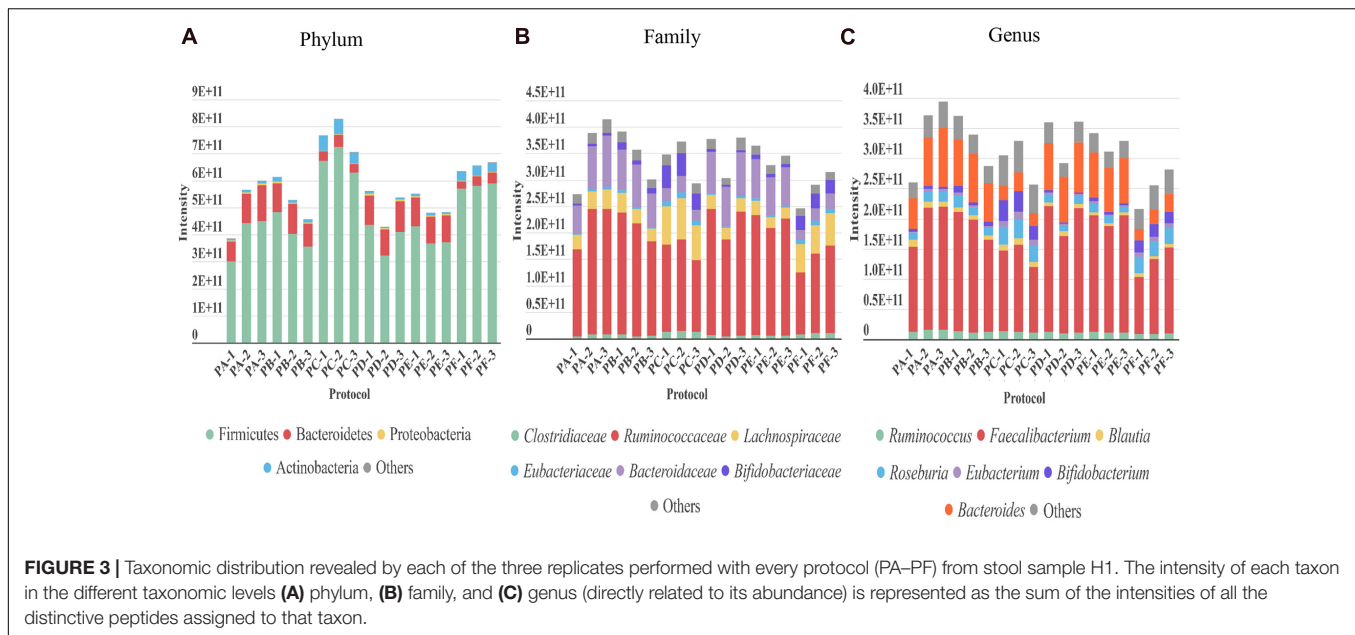 A Phylum
9E+11
8E+11
7E+11
6E+11
5E+11
4E+11
3E+11
2E+11
1E+11
0
Intensity
PA-1 PA-2 PA-3 PB-1 PB-2 PB-3 PC-1 PC-2 PC-3 PD-1 PD-2 PD-3 PE-1 PE-2 PE-3 PF-1 PF-2 PF-3
Protocol
Firmicutes Bacteroidetes Proteobacteria
Actinobacteria Others
B Family
4.5E+11
4.0E+11
3.5E+11
3.0E+11
2.5E+11
2.0E+11
1.5E+11
1.0E+11
0.5E+11
0
Intensity
PA-1 PA-2 PA-3 PB-1 PB-2 PB-3 PC-1 PC-2 PC-3 PD-1 PD-2 PD-3 PE-1 PE-2 PE-3 PF-1 PF-2 PF-3
Protocol
Clostridiaceae Ruminococcaceae Lachnospiraceae
Eubacteriaceae Bacteroidaceae Bifidobacteriaceae
Others
C Genus
4.0E+11
3.5E+11
3.0E+11
2.5E+11
2.0E+11
1.5E+11
1.0E+11
0.5E+11
0
Intensity
PA-1 PA-2 PA-3 PB-1 PB-2 PB-3 PC-1 PC-2 PC-3 PD-1 PD-2 PD-3 PE-1 PE-2 PE-3 PF-1 PF-2 PF-3
Protocol
Ruminococcus Faecalibacterium Blautia
Roseburia Eubacterium Bifidobacterium
Bacteroides Others
FIGURE 3 | Taxonomic distribution revealed by each of the three replicates performed with every protocol (PA–PF) from stool sample H1. The intensity of each taxon
in the different taxonomic levels (A) phylum, (B) family, and (C) genus (directly related to its abundance) is represented as the sum of the intensities of all the
distinctive peptides assigned to that taxon.